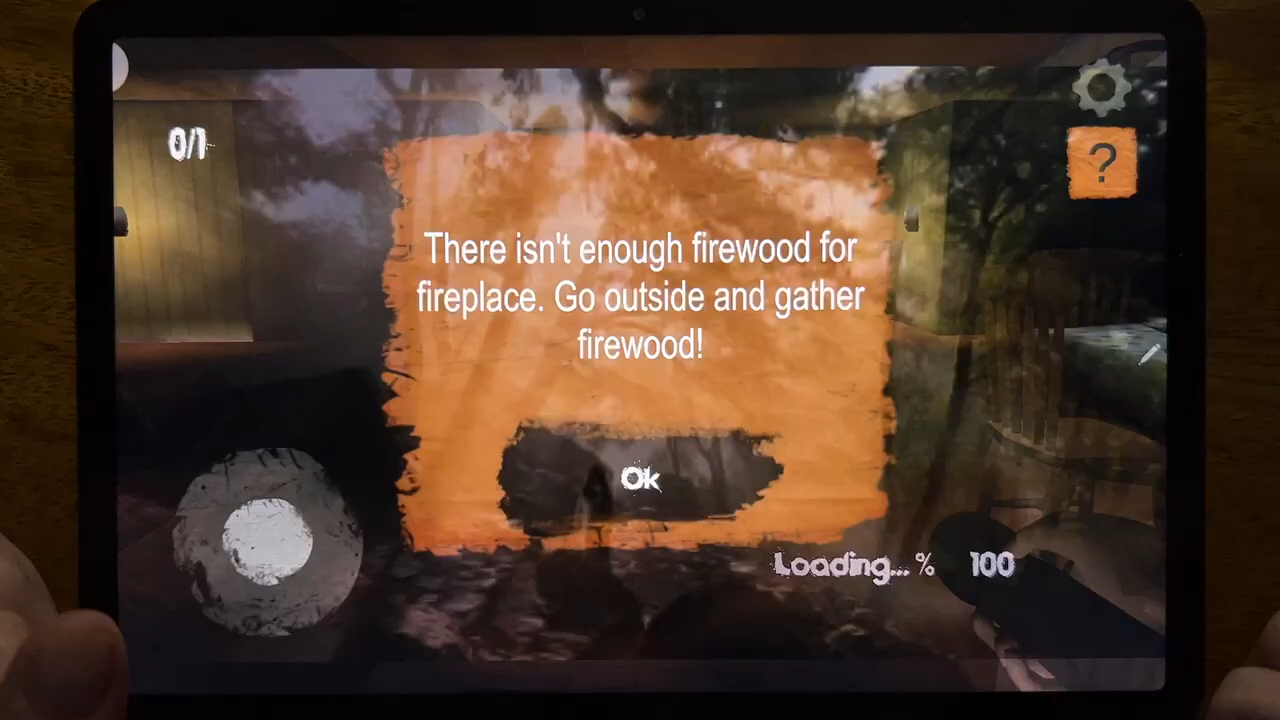 0/1
?
There isn't enough firewood for
fireplace. Go outside and gather
firewood!
Ok
Loading... % 100